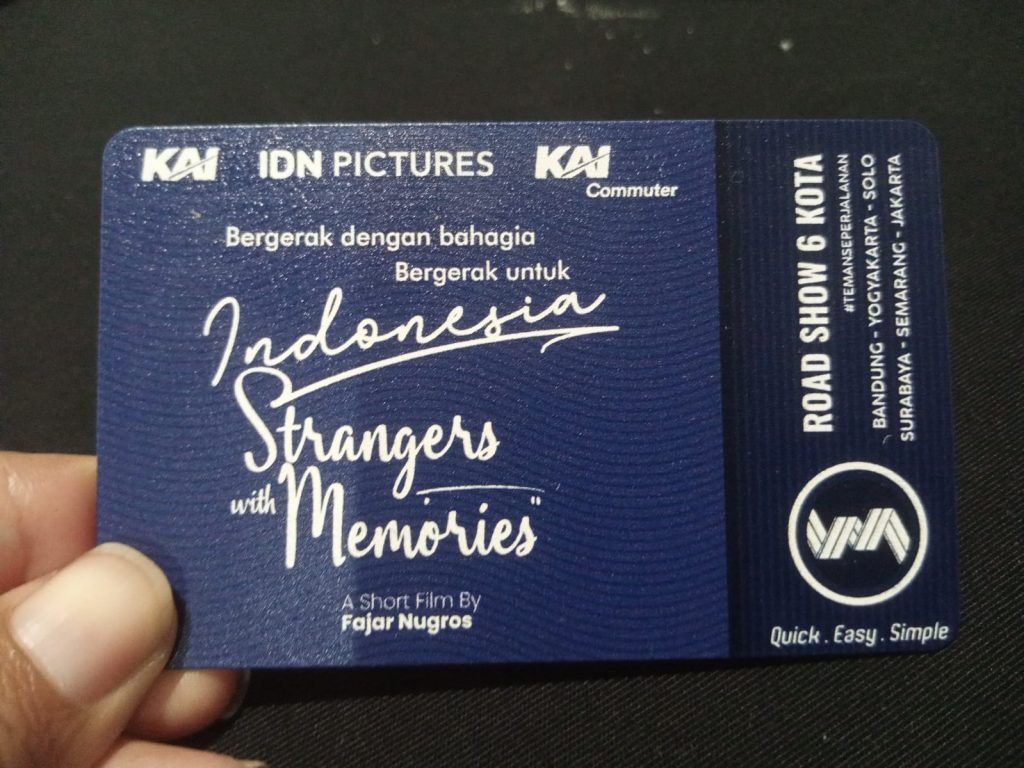 KAI IDN PICTURES KAI
Commuter
Bergerak dengan bahagia
Bergerak untuk
Indonesia
Strangers
with Memories"
A Short Film By
Fajar Nugros
ROAD SHOW 6 KOTA
#TEMANSEPERJALANAN
BANDUNG - YOGYAKARTA - SOLO
SURABAYA - SEMARANG - JAKARTA
Quick . Easy . Simple